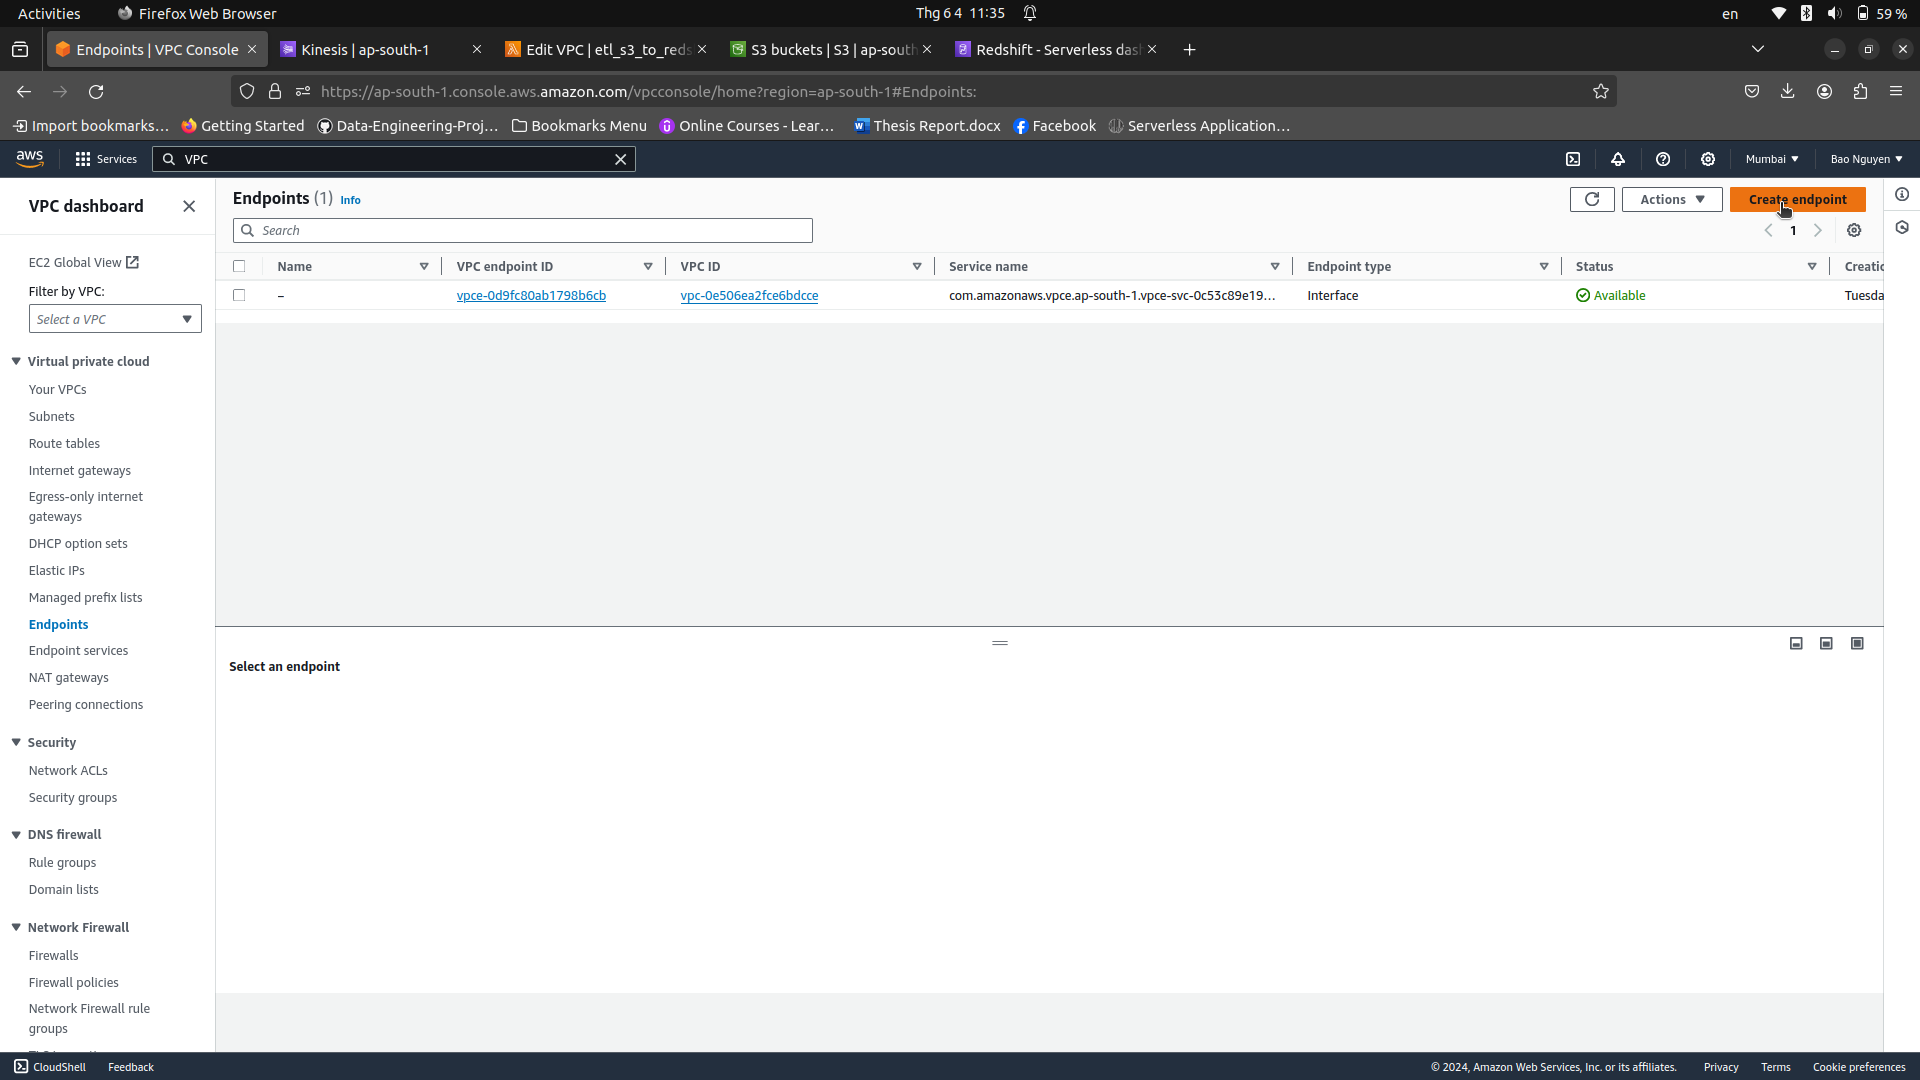 Activities
Firefox Web Browser
Thg 6 4 11:35
en
59 %
Endpoints | VPC Console
Kinesis | ap-south-1
Edit VPC | etl_s3_to_reds
S3 buckets | S3 | ap-south
Redshift - Serverless das
https://ap-south-1.console.aws.amazon.com/vpcconsole/home?region=ap-south-1#Endpoints:
Import bookmarks...
Getting Started
Data-Engineering-Proj...
Bookmarks Menu
Online Courses - Lear...
Thesis Report.docx
Facebook
Serverless Application...
aws
Services
VPC
Mumbai
Bao Nguyen
VPC dashboard
EC2 Global View
Filter by VPC:
Select a VPC
Virtual private cloud
Your VPCs
Subnets
Route tables
Internet gateways
Egress-only internet
gateways
DHCP option sets
Elastic IPs
Managed prefix lists
Endpoints
Endpoint services
NAT gateways
Peering connections
Security
Network ACLs
Security groups
DNS firewall
Rule groups
Domain lists
Network Firewall
Firewalls
Firewall policies
Network Firewall rule
groups
Endpoints (1) Info
Actions
Create endpoint
Search
1
Name
VPC endpoint ID
VPC ID
Service name
Endpoint type
Status
Creatic
–
vpce-0d9fc80ab1798b6cb
vpc-0e506ea2fce6bdcce
com.amazonaws.vpce.ap-south-1.vpce-svc-0c53c89e19...
Interface
Available
Tuesda
Select an endpoint
CloudShell
Feedback
© 2024, Amazon Web Services, Inc. or its affiliates.
Privacy
Terms
Cookie preferences